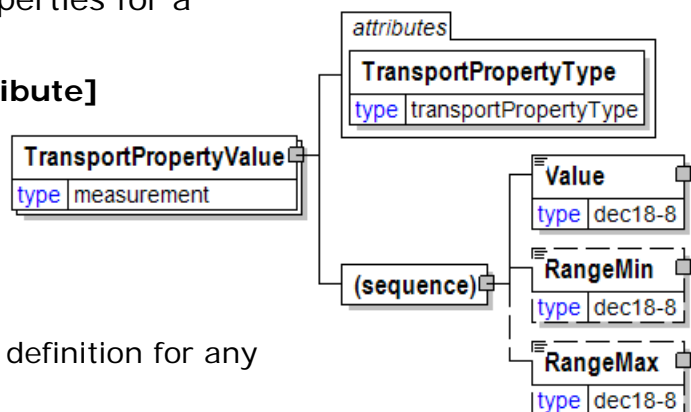 perties for a
attributes
TransportPropertyType
ibute]
type transportPropertyType
TransportPropertyValue
type measurement
Value
type dec18-8
RangeMin
(sequence)
type dec18-8
definition for any
RangeMax
type dec18-8